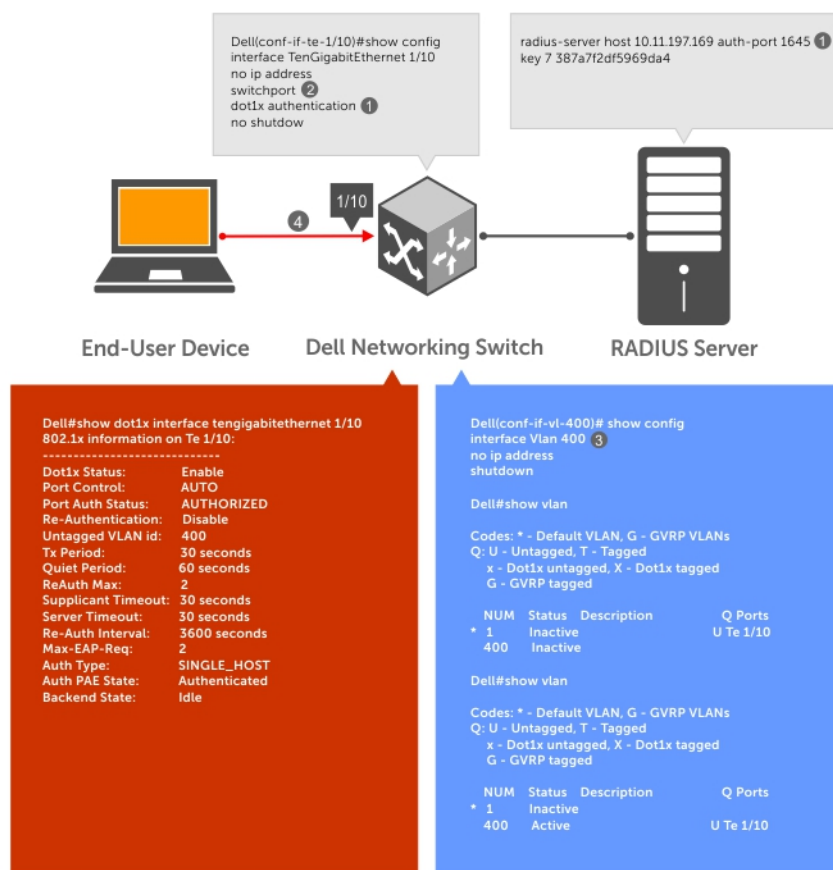 Dell(conf-if-te-1/10)#show config
interface TenGigabitEthernet 1/10
no ip address
switchport 2
dot1x authentication 1
no shutdow
radius-server host 10.11.197.169 auth-port 1645 1
key 7 387a7f2df5969da4
1/10
4
End-User Device
Dell Networking Switch
RADIUS Server
Dell#show dot1x interface tengigabitethernet 1/10
802.1x information on Te 1/10:
-----------------------------
Dot1x Status: Enable
Port Control: AUTO
Port Auth Status: AUTHORIZED
Re-Authentication: Disable
Untagged VLAN id: 400
Tx Period: 30 seconds
Quiet Period: 60 seconds
ReAuth Max: 2
Supplicant Timeout: 30 seconds
Server Timeout: 30 seconds
Re-Auth Interval: 3600 seconds
Max-EAP-Req: 2
Auth Type: SINGLE_HOST
Auth PAE State: Authenticated
Backend State: Idle
Dell(conf-if-vl-400)# show config
interface Vlan 400 3
no ip address
shutdown
Dell#show vlan
Codes: * - Default VLAN, G - GVRP VLANs
Q: U - Untagged, T - Tagged
x - Dot1x untagged, X - Dot1x tagged
G - GVRP tagged
NUM Status Description Q Ports
* 1 Inactive U Te 1/10
400 Inactive
Dell#show vlan
Codes: * - Default VLAN, G - GVRP VLANs
Q: U - Untagged, T - Tagged
x - Dot1x untagged, X - Dot1x tagged
G - GVRP tagged
NUM Status Description Q Ports
* 1 Inactive
400 Active U Te 1/10